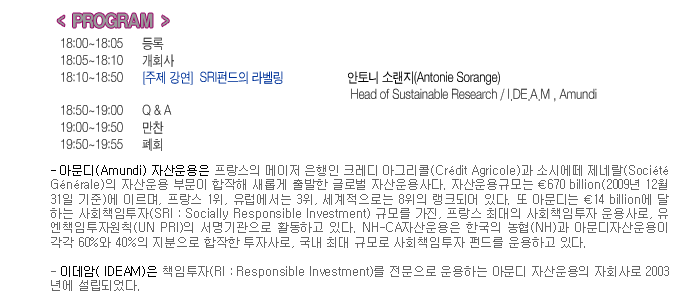 < PROGRAM >
18:00~18:05 등록
18:05~18:10 개회사
18:10~18:50 [주제 강연] SRI펀드의 라벨링 안토니 소랜지(Antonie Sorange)
Head of Sustainable Research / I,DE,A,M , Amundi
18:50~19:00 Q & A
19:00~19:50 만찬
19:50~19:55 폐회
- 아문디(Amundi) 자산운용은 프랑스의 메이저 은행인 크레디 아그리콜(Crédit Agricole)과 소시에떼 제네랄(Société
Générale)의 자산운용 부문이 합작해 새롭게 출발한 글로벌 자산운용사다. 자산운용규모는 €670 billion(2009년 12월
31일 기준)에 이르며, 프랑스 1위, 유럽에서는 3위, 세계적으로는 8위의 랭크되어 있다. 또 아문디는 €14 billion에 달
하는 사회책임투자(SRI : Socially Responsible Investment) 규모를 가진, 프랑스 최대의 사회책임투자 운용사로, 유
엔책임투자원칙(UN PRI)의 서명기관으로 활동하고 있다. NH-CA자산운용은 한국의 농협(NH)과 아문디자산운용이
각각 60%와 40%의 지분으로 합작한 투자사로, 국내 최대 규모로 사회책임투자 펀드를 운용하고 있다.
- 이데암( IDEAM)은 책임투자(RI : Responsible Investment)를 전문으로 운용하는 아문디 자산운용의 자회사로 2003
년에 설립되었다.